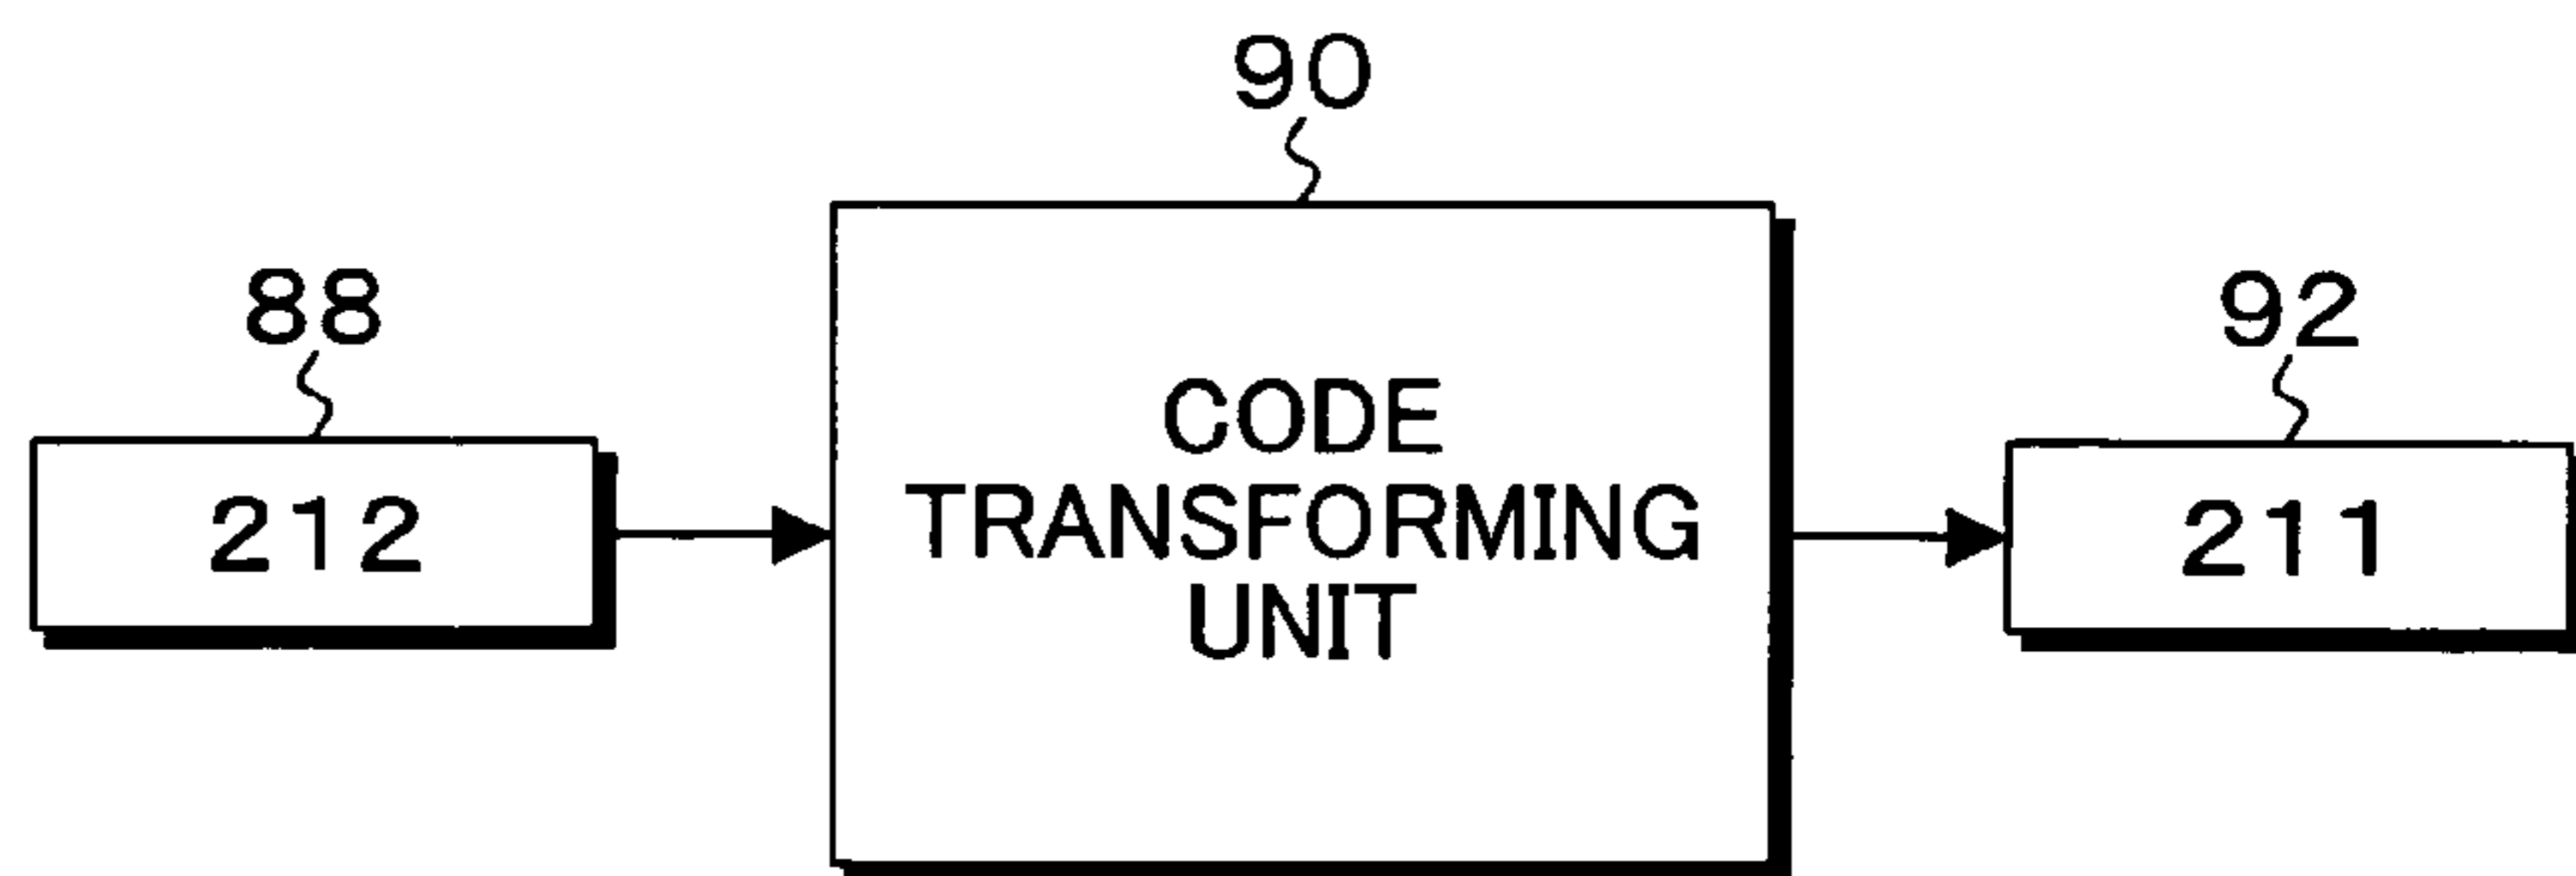 90
88
92
212
CODE
TRANSFORMING
UNIT
211